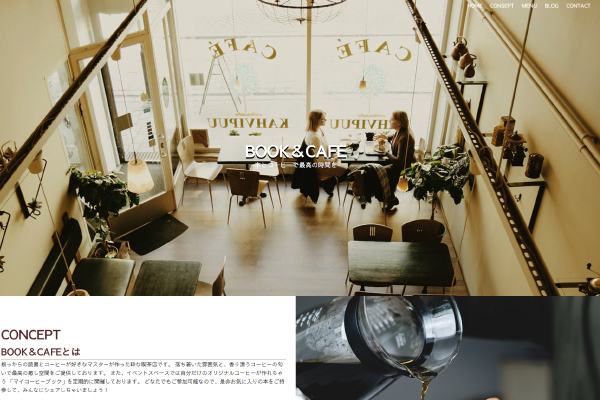 HOME CONSEPT MENU BLOG CONTACT
CAFÉ CAFÉ
KAHVIPUU KAHVIPUU
BOOK＆CAFE
コーヒーで最高の時間を
CONCEPT
BOOK＆CAFEとは
根っからの読書とコーヒーが好きなマスターが作った粋な喫茶店です。 落ち着いた雰囲気と、香り漂うコーヒーの匂
いで最高の癒し空間をご提供しております。 また、イベントスペースでは自分だけのオリジナルコーヒーが作れちゃ
う「マイコーヒーブック」を定期的に開催しております。 どなたでもご参加可能なので、是非お気に入りの本をご持
参して、みんなにシェアしちゃいましょう！